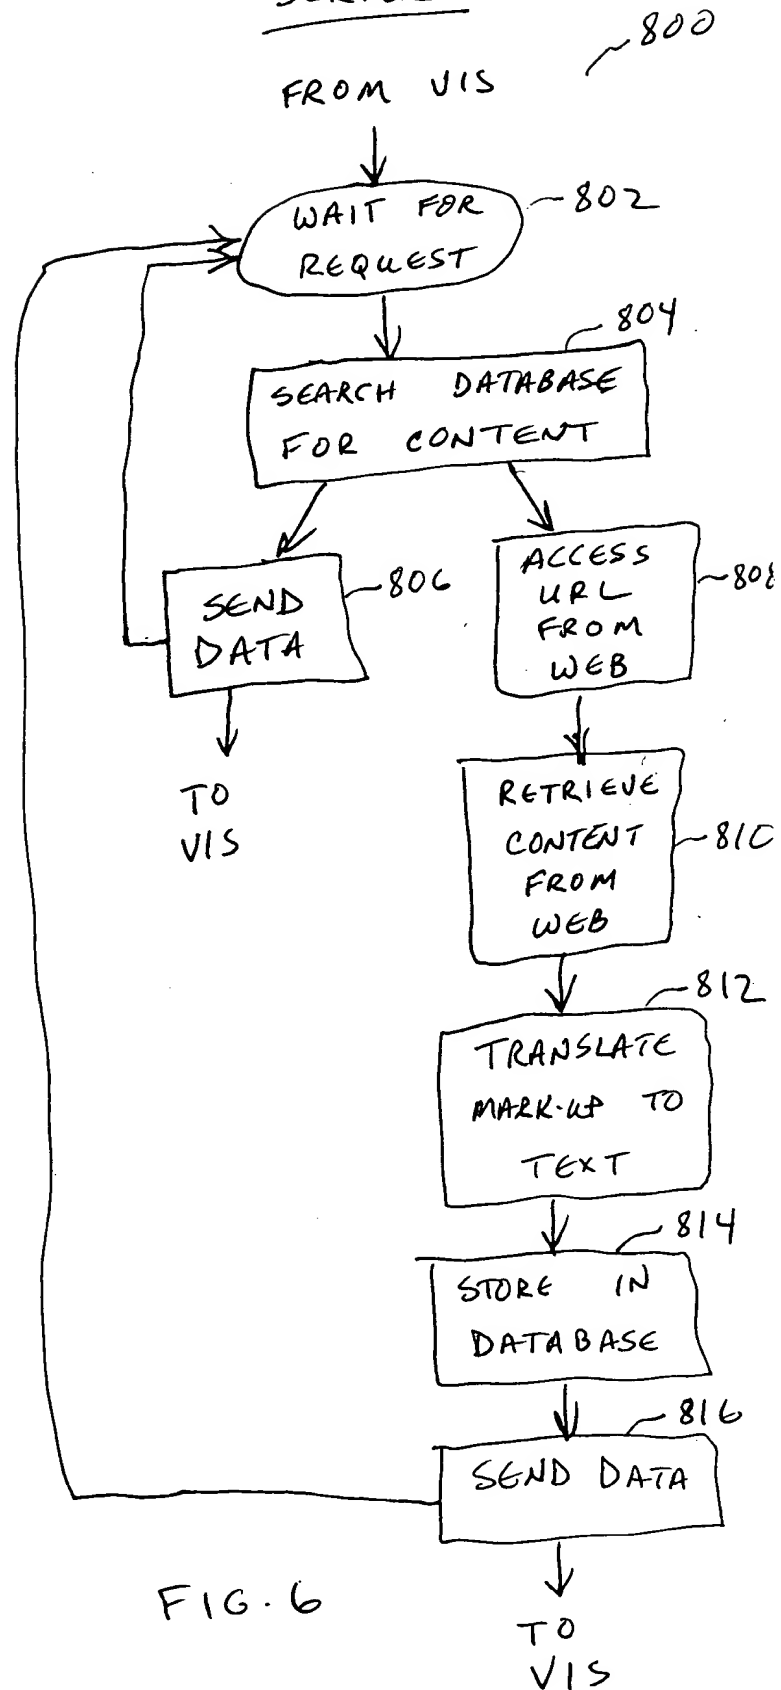 800
FROM VIS
WAIT FOR
REQUEST
802
804
SEARCH DATABASE
FOR CONTENT
SEND
DATA
806
ACCESS
URL
FROM
WEB
808
TO
VIS
RETRIEVE
CONTENT
FROM
WEB
810
812
TRANSLATE
MARK-UP TO
TEXT
814
STORE IN
DATABASE
816
SEND DATA
FIG. 6
TO
VIS